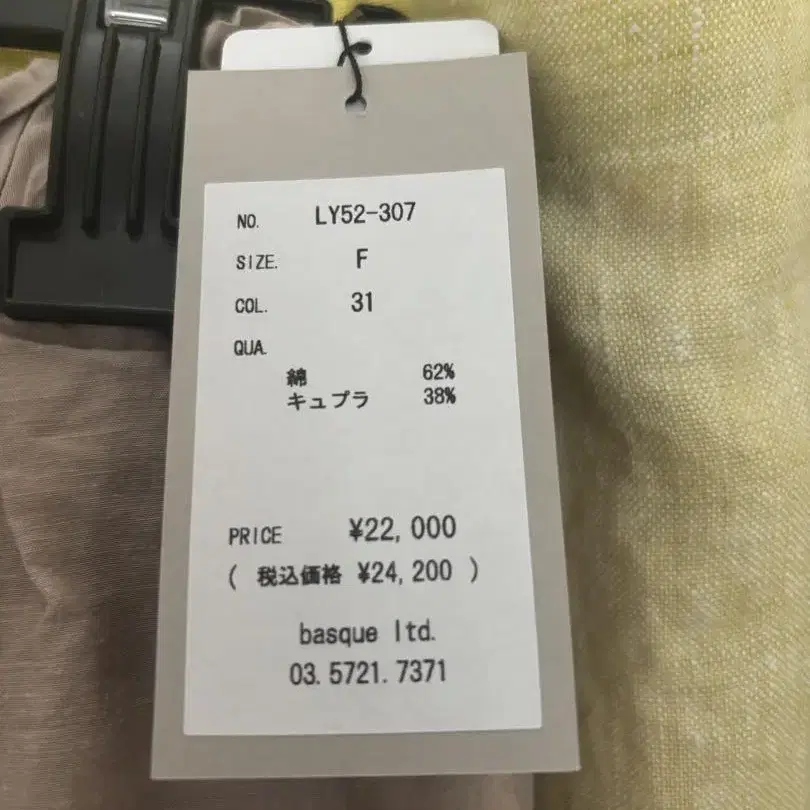 NO. LY52-307
SIZE. F
COL. 31
QUA.
綿 62%
キュプラ 38%
PRICE ¥22,000
( 税込価格 ¥24,200 )
basque ltd.
03.5721.7371